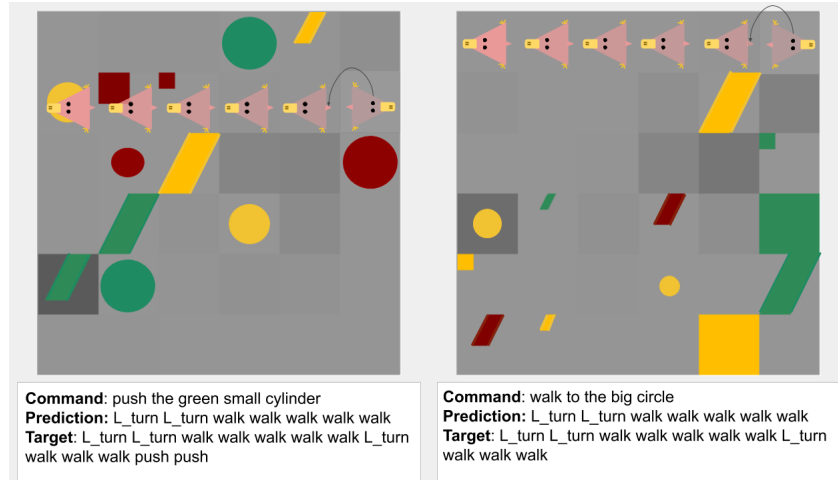 Command: push the green small cylinder
Prediction: L_turn L_turn walk walk walk walk walk
Target: L_turn L_turn walk walk walk walk walk L_turn
walk walk walk push push
Command: walk to the big circle
Prediction: L_turn L_turn walk walk walk walk walk
Target: L_turn L_turn walk walk walk walk walk L_turn
walk walk walk